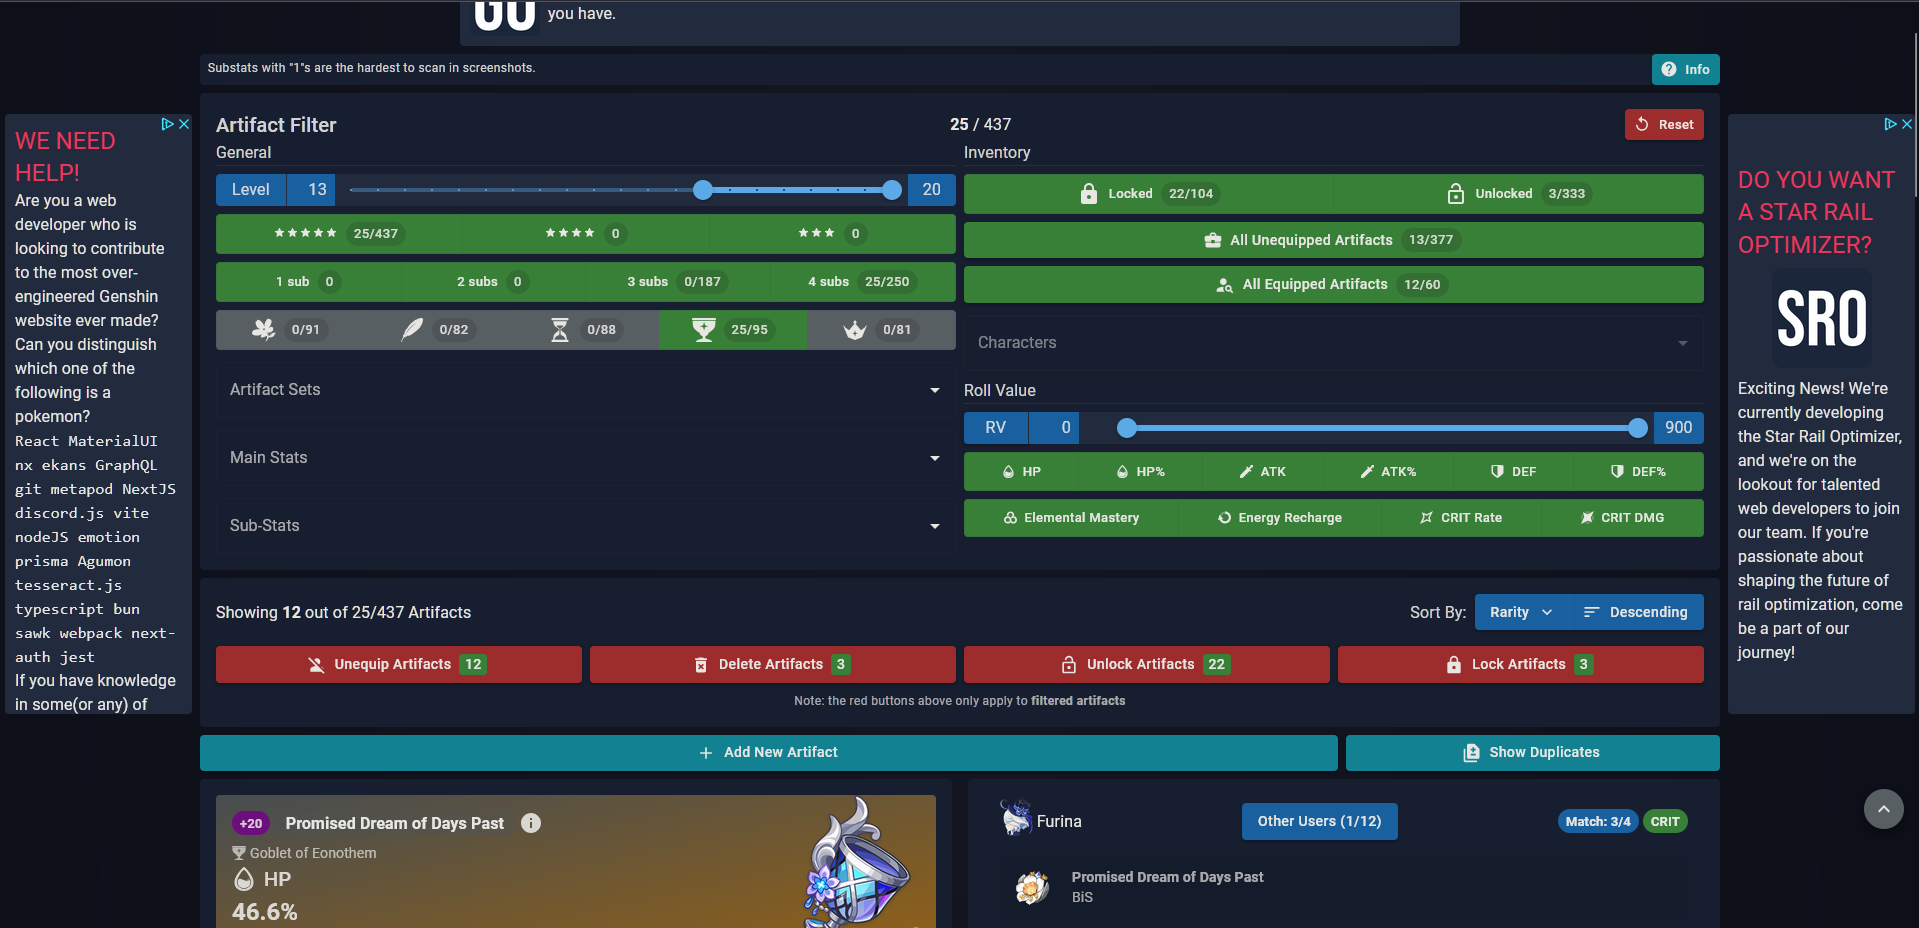 GO
you have.
Substats with "1"s are the hardest to scan in screenshots.
Info
WE NEED
HELP!
Are you a web
developer who is
looking to contribute
to the most over-
engineered Genshin
website ever made?
Can you distinguish
which one of the
following is a
pokemon?
React MaterialUI
nx ekans GraphQL
git metapod NextJS
discord.js vite
nodeJS emotion
prisma Agumon
tesseract.js
typescript bun
sawk webpack next-
auth jest
If you have knowledge
in some(or any) of
Artifact Filter
25 / 437
Reset
General
Level 13 20
25/437 0 0
1 sub 0 2 subs 0 3 subs 0/187 4 subs 25/250
0/91 0/82 0/88 25/95 0/81
Artifact Sets
Main Stats
Sub-Stats
Inventory
Locked 22/104 Unlocked 3/333
All Unequipped Artifacts 13/377
All Equipped Artifacts 12/60
Characters
Roll Value
RV 0 900
HP HP% ATK ATK% DEF DEF%
Elemental Mastery Energy Recharge CRIT Rate CRIT DMG
Showing 12 out of 25/437 Artifacts
Sort By: Rarity Descending
Unequip Artifacts 12 Delete Artifacts 3 Unlock Artifacts 22 Lock Artifacts 3
Note: the red buttons above only apply to filtered artifacts
Add New Artifact Show Duplicates
+20 Promised Dream of Days Past
Goblet of Eonothem
HP
46.6%
Furina Other Users (1/12) Match: 3/4 CRIT
Promised Dream of Days Past
BiS
DO YOU WANT
A STAR RAIL
OPTIMIZER?
SRO
Exciting News! We're
currently developing
the Star Rail Optimizer,
and we're on the
lookout for talented
web developers to join
our team. If you're
passionate about
shaping the future of
rail optimization, come
be a part of our
journey!